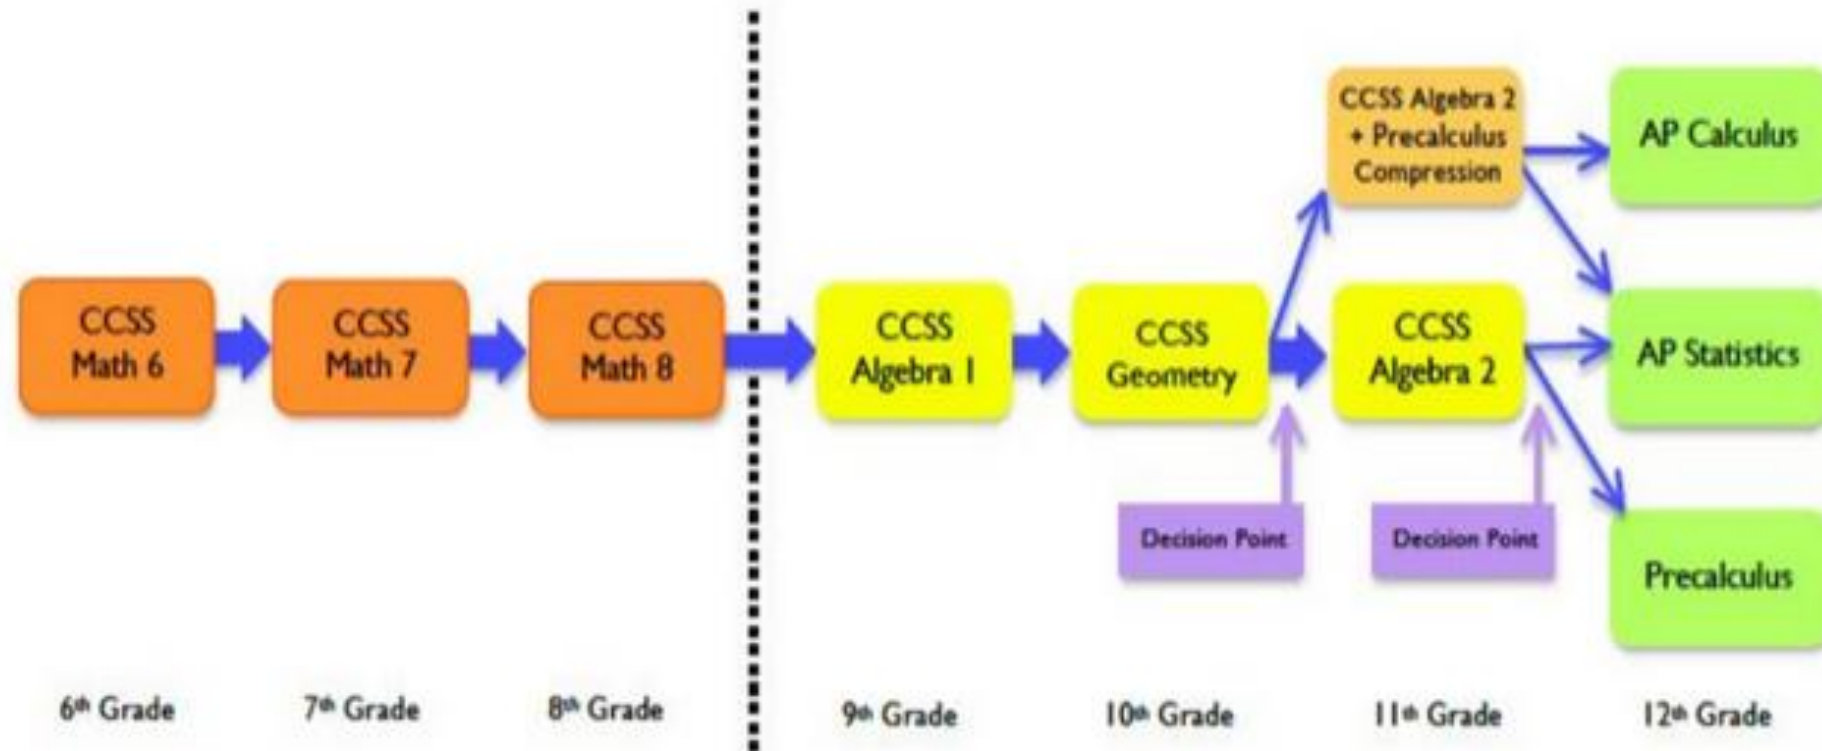 CCSS Algebra 2
+ Precalculus
Compression
AP Calculus
CCSS
Math 6
CCSS
Math 7
CCSS
Math 8
CCSS
Algebra 1
CCSS
Geometry
CCSS
Algebra 2
AP Statistics
Decision Point
Decision Point
Precalculus
6th Grade
7th Grade
8th Grade
9th Grade
10th Grade
11th Grade
12th Grade